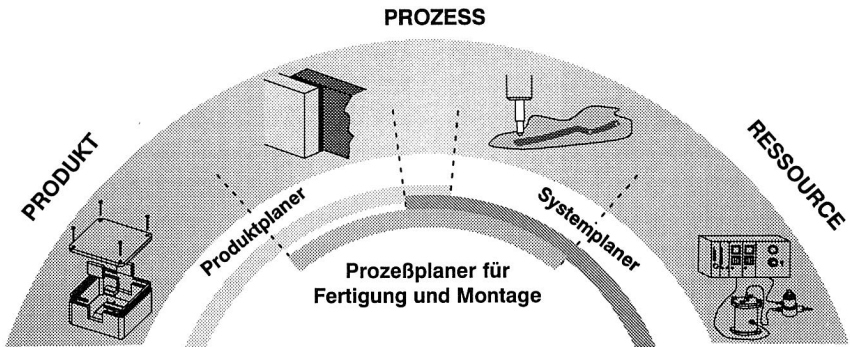 PROZESS
PRODUKT
RESSOURCE
Produktplaner
Systemplaner
Prozeßplaner für
Fertigung und Montage